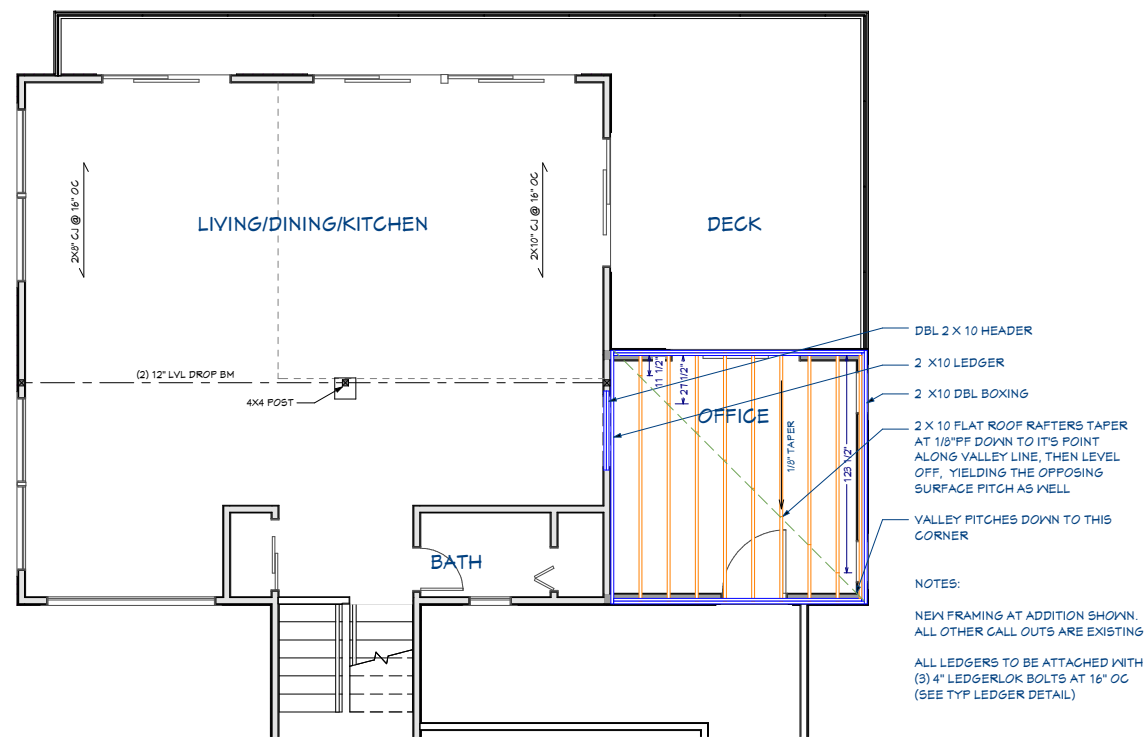 2X8" CJ @ 16" OC
LIVING/DINING/KITCHEN
2X10" CJ @ 16" OC
DECK
(2) 12" LVL DROP BM
4X4 POST
11 1/2"
27 1/2"
OFFICE
1/8" TAPER
123 1/2"
BATH
DBL 2 X 10 HEADER
2 X10 LEDGER
2 X10 DBL BOXING
2 X 10 FLAT ROOF RAFTERS TAPER
AT 1/8"PF DOWN TO IT'S POINT
ALONG VALLEY LINE, THEN LEVEL
OFF, YIELDING THE OPPOSING
SURFACE PITCH AS WELL
VALLEY PITCHES DOWN TO THIS
CORNER
NOTES:
NEW FRAMING AT ADDITION SHOWN.
ALL OTHER CALL OUTS ARE EXISTING
ALL LEDGERS TO BE ATTACHED WITH
(3) 4" LEDGERLOK BOLTS AT 16" OC
(SEE TYP LEDGER DETAIL)